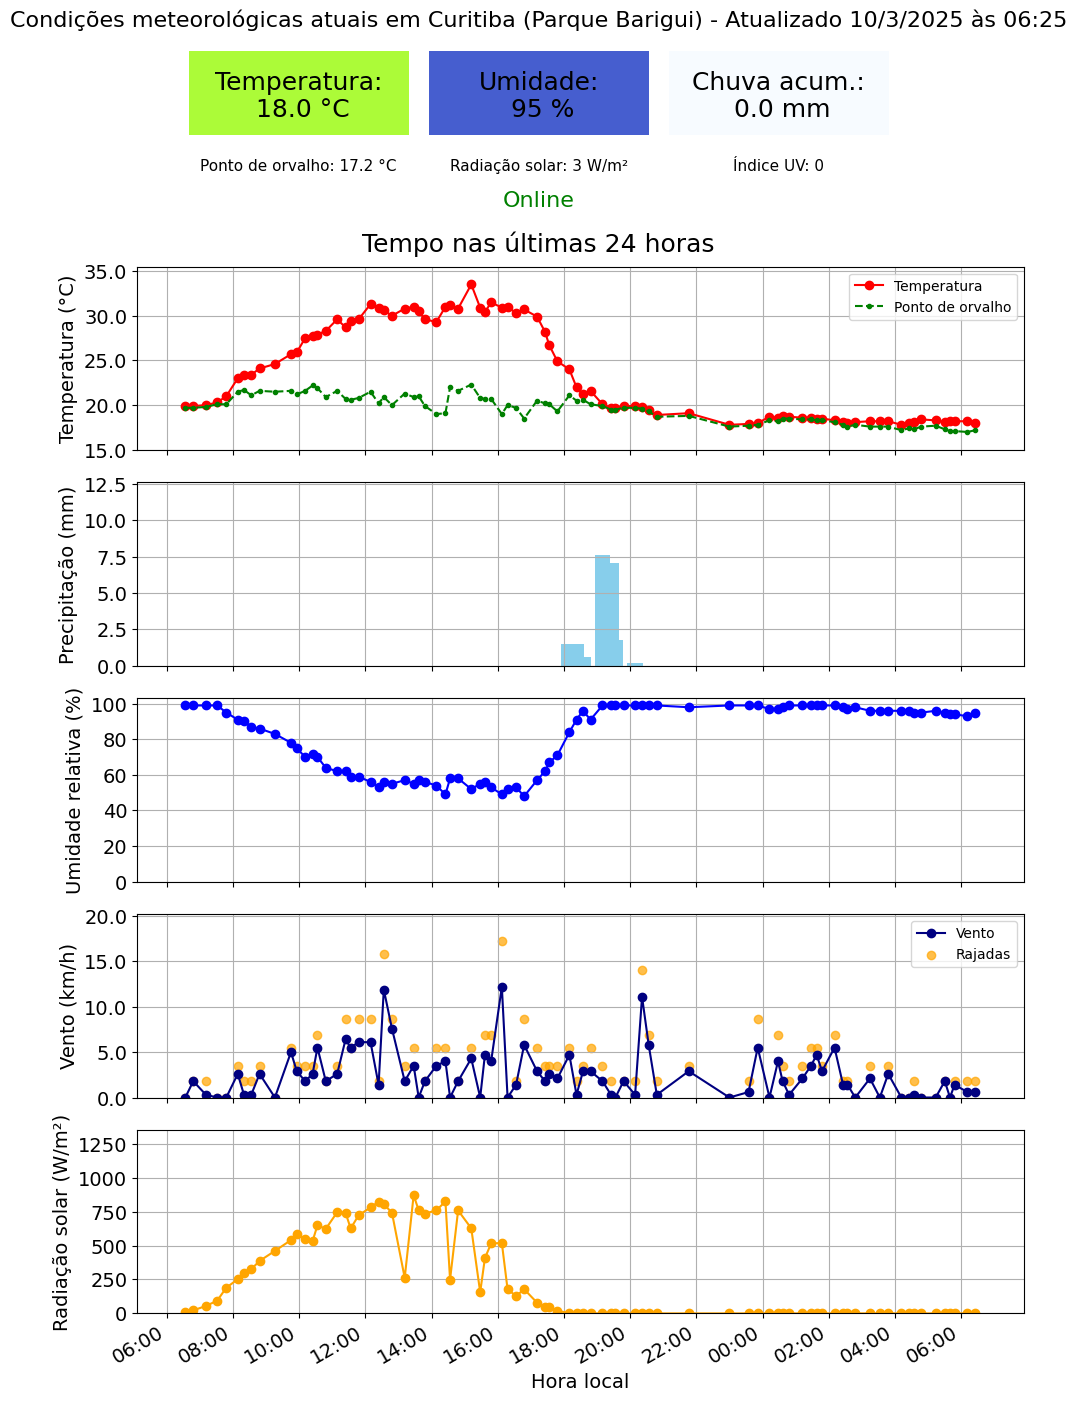 Condições meteorológicas atuais em Curitiba (Parque Barigui) - Atualizado 10/3/2025 às 06:25
Temperatura:
18.0 °C
Umidade:
95 %
Chuva acum.:
0.0 mm
Ponto de orvalho: 17.2 °C
Radiação solar: 3 W/m²
Índice UV: 0
Online
Tempo nas últimas 24 horas
Temperatura (°C)
35.0
30.0
25.0
20.0
15.0
Temperatura
Ponto de orvalho
Precipitação (mm)
12.5
10.0
7.5
5.0
2.5
0.0
Umidade relativa (%)
100
80
60
40
20
0
Vento (km/h)
20.0
15.0
10.0
5.0
0.0
Vento
Rajadas
Radiação solar (W/m²)
1250
1000
750
500
250
0
06:00
08:00
10:00
12:00
14:00
16:00
18:00
20:00
22:00
00:00
02:00
04:00
06:00
Hora local